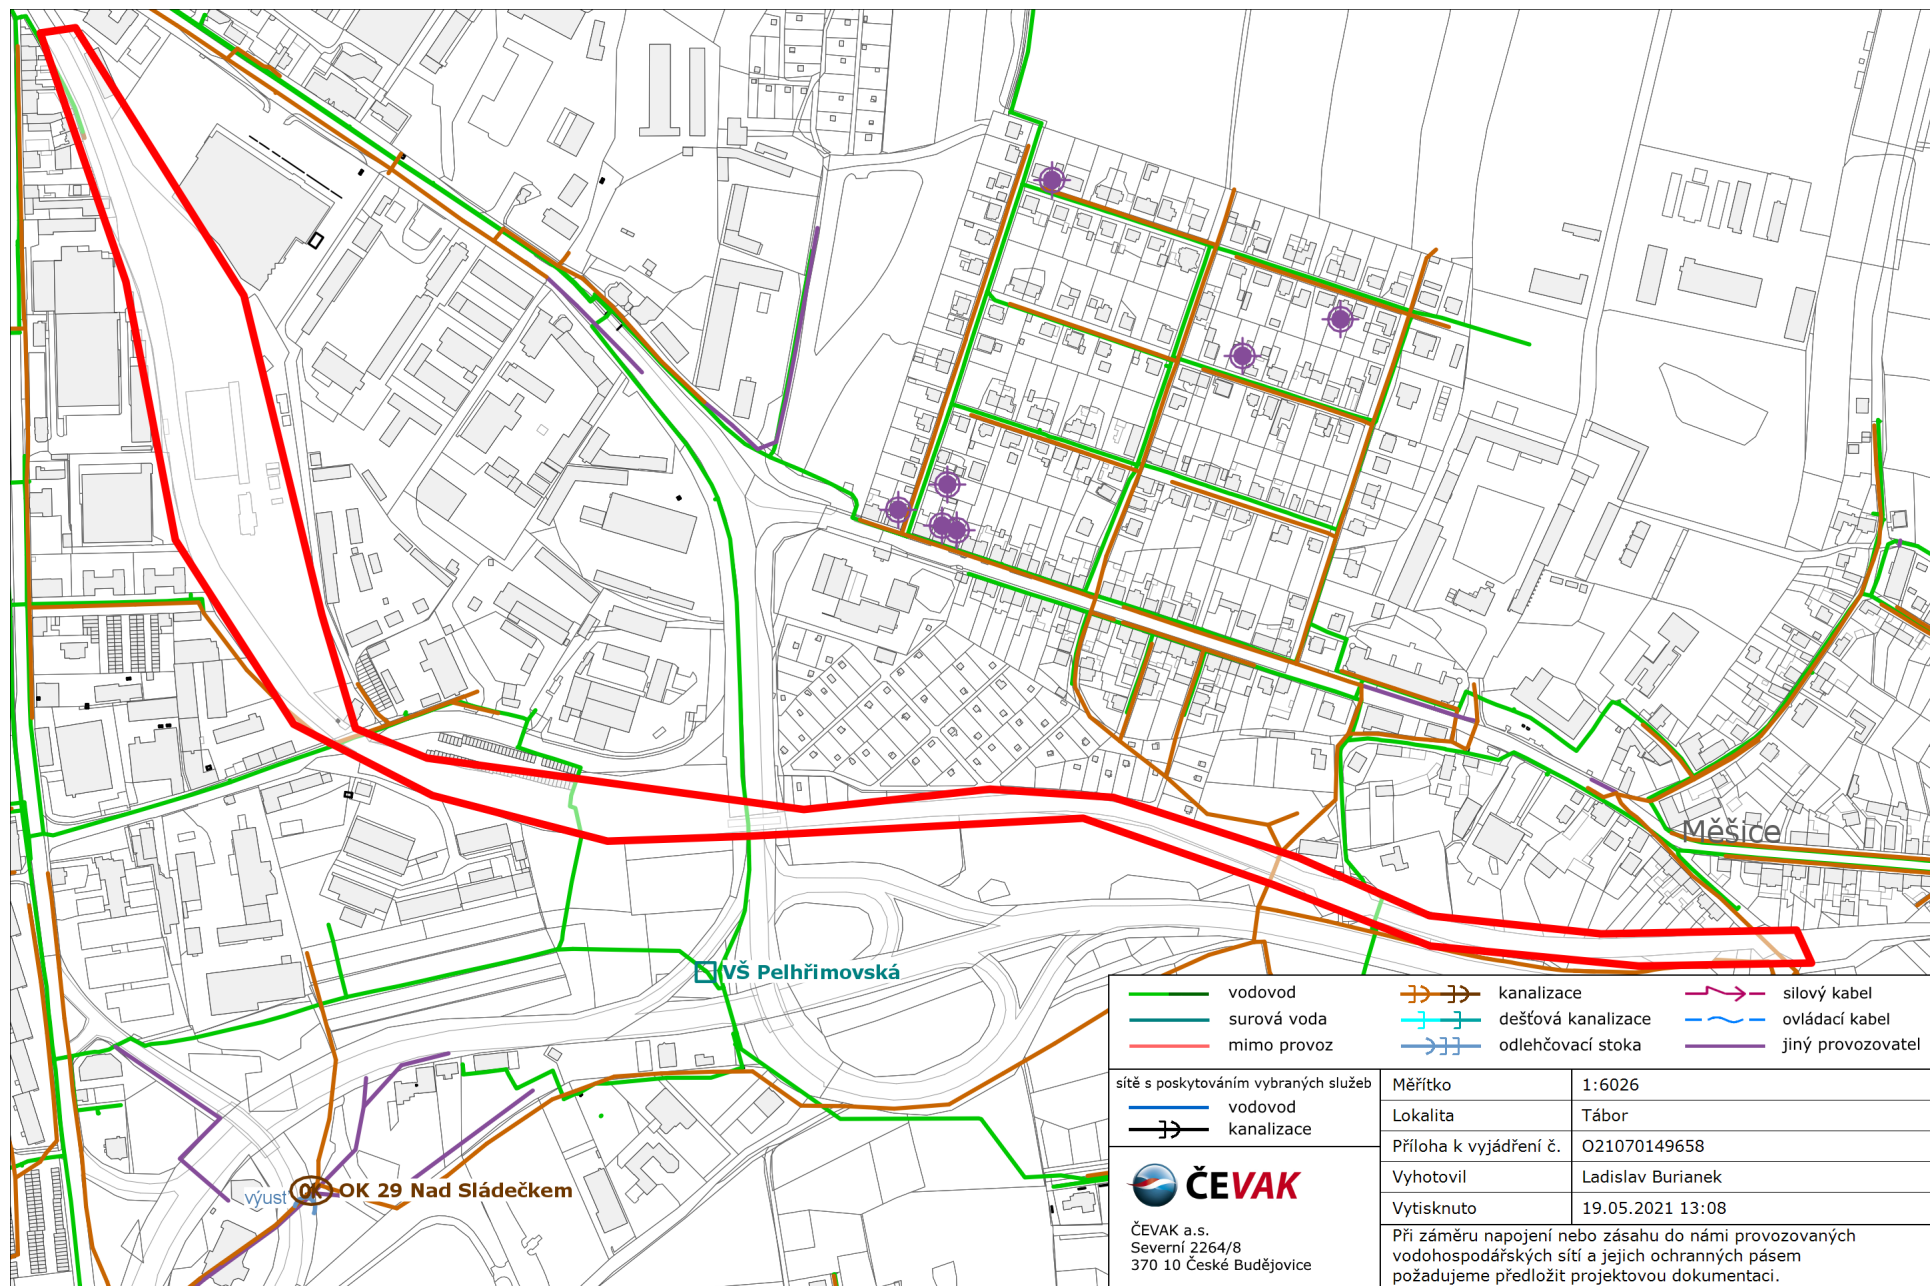 Měšice
VŠ Pelhřimovská
výusť
OK
OK 29 Nad Sládečkem
vodovod
kanalizace
silový kabel
surová voda
dešťová kanalizace
ovládací kabel
mimo provoz
odlehčovací stoka
jiný provozovatel
sítě s poskytováním vybraných služeb
vodovod
kanalizace
Měřítko 1:6026
Lokalita Tábor
Příloha k vyjádření č. O21070149658
Vyhotovil Ladislav Burianek
Vytisknuto 19.05.2021 13:08
ČEVAK
ČEVAK a.s.
Severní 2264/8
370 10 České Budějovice
Při záměru napojení nebo zásahu do námi provozovaných
vodohospodářských sítí a jejich ochranných pásem
požadujeme předložit projektovou dokumentaci.